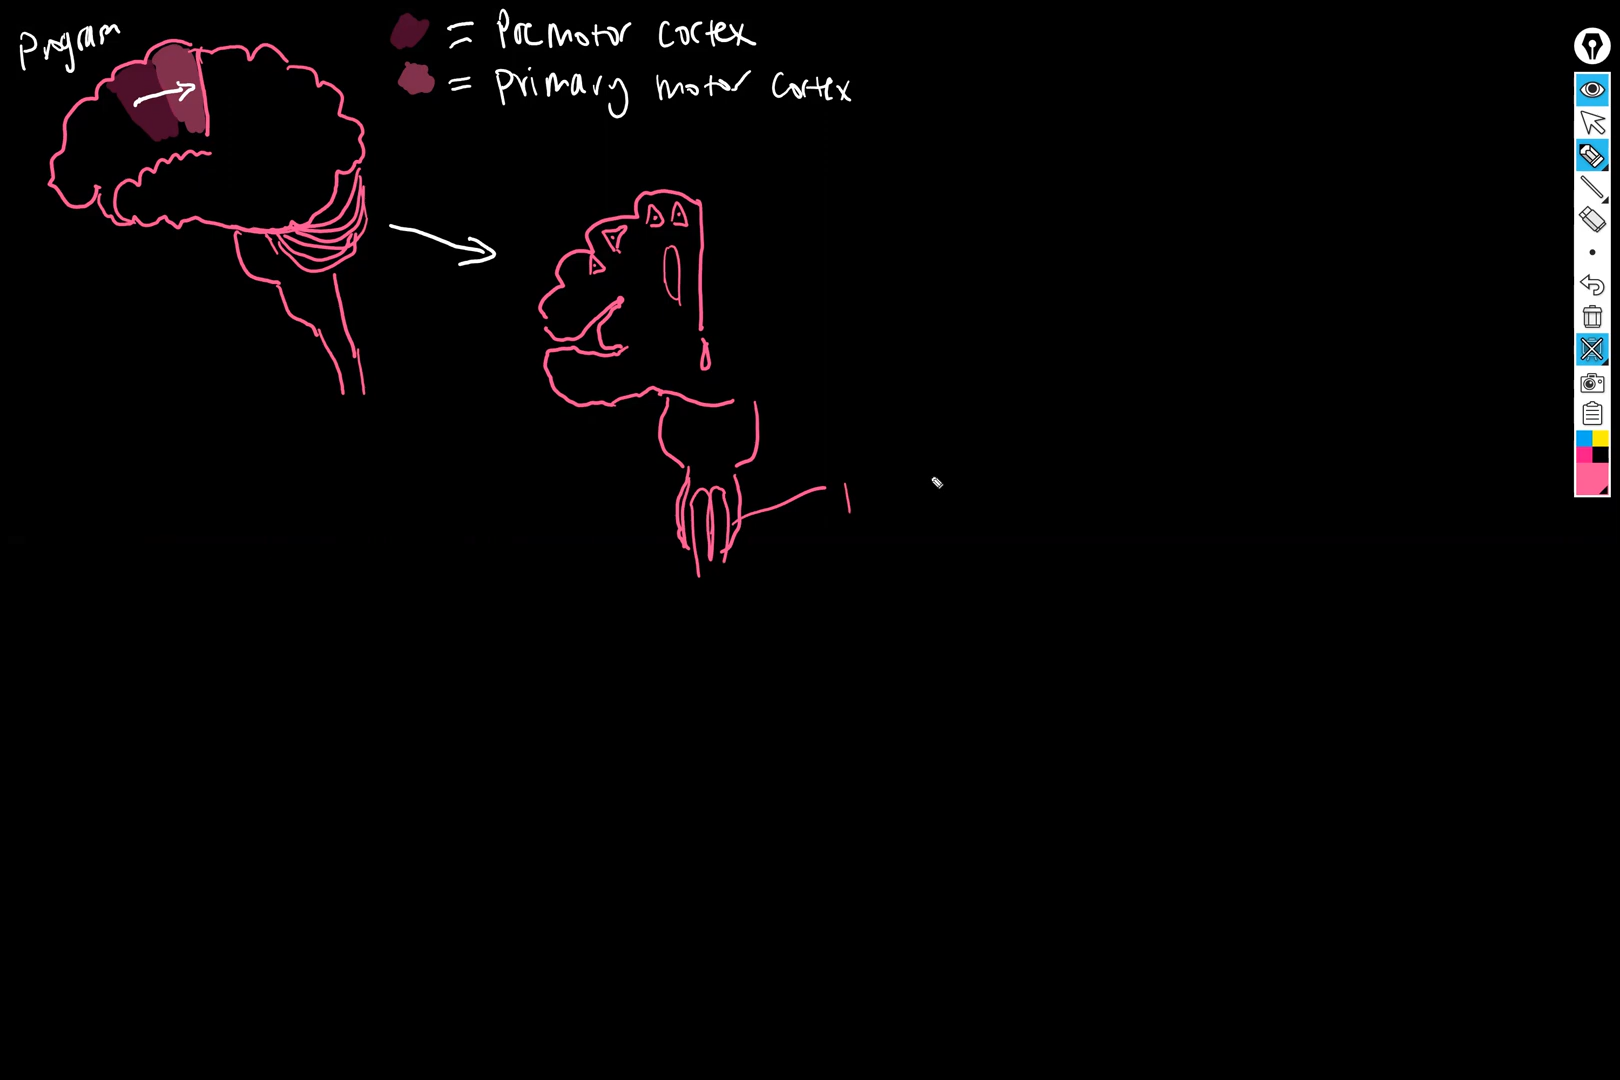 Program
= Premotor cortex
= Primary motor cortex